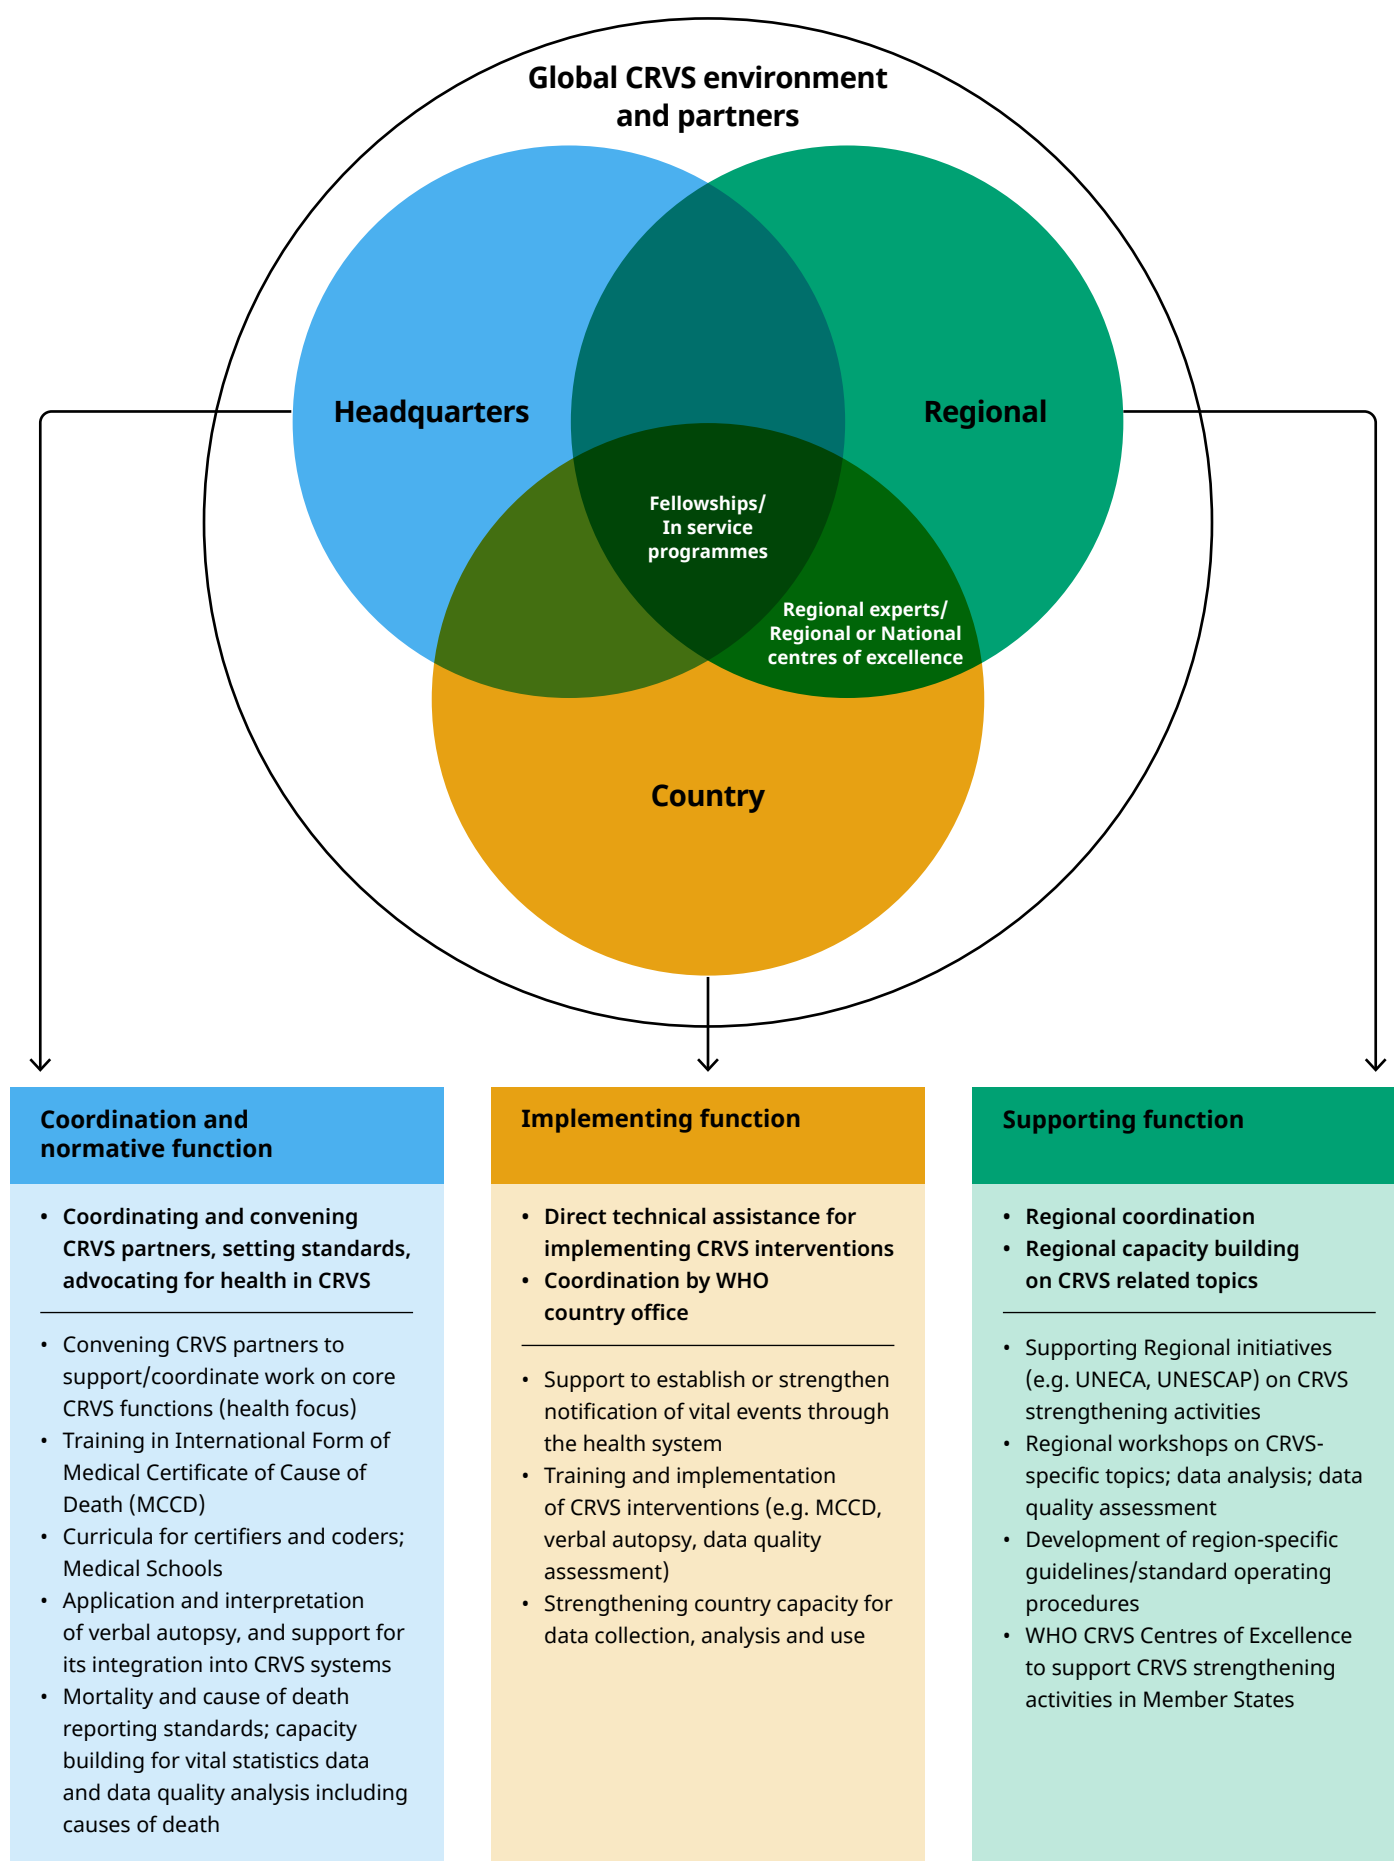 Global CRVS environment
and partners
Headquarters
Regional
Fellowships/
In service
programmes
Regional experts/
Regional or National
centres of excellence
Country
Coordination and
normative function
• Coordinating and convening
CRVS partners, setting standards,
advocating for health in CRVS
• Convening CRVS partners to
support/coordinate work on core
CRVS functions (health focus)
• Training in International Form of
Medical Certificate of Cause of
Death (MCCD)
• Curricula for certifiers and coders;
Medical Schools
• Application and interpretation
of verbal autopsy, and support for
its integration into CRVS systems
• Mortality and cause of death
reporting standards; capacity
building for vital statistics data
and data quality analysis including
causes of death
Implementing function
• Direct technical assistance for
implementing CRVS interventions
• Coordination by WHO
country office
• Support to establish or strengthen
notification of vital events through
the health system
• Training and implementation
of CRVS interventions (e.g. MCCD,
verbal autopsy, data quality
assessment)
• Strengthening country capacity for
data collection, analysis and use
Supporting function
• Regional coordination
• Regional capacity building
on CRVS related topics
• Supporting Regional initiatives
(e.g. UNECA, UNESCAP) on CRVS
strengthening activities
• Regional workshops on CRVS-
specific topics; data analysis; data
quality assessment
• Development of region-specific
guidelines/standard operating
procedures
• WHO CRVS Centres of Excellence
to support CRVS strengthening
activities in Member States